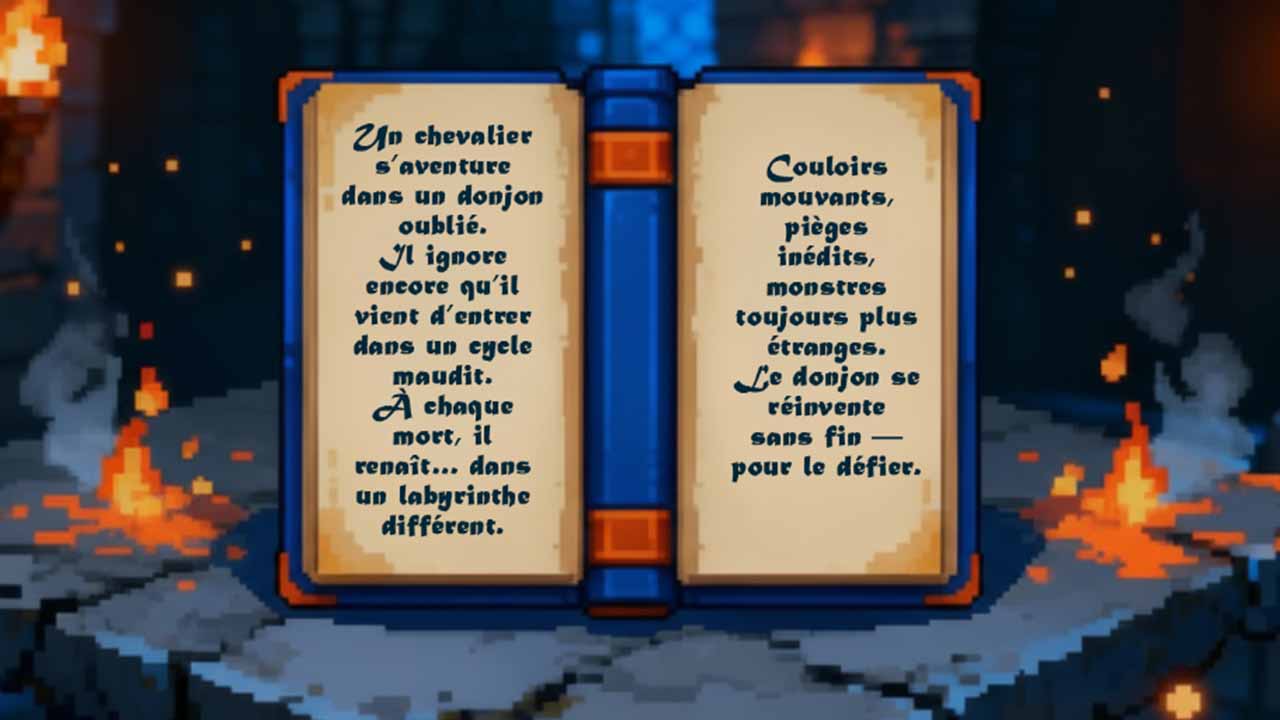 Un chevalier
s'aventure
dans un donjon
oublié.
Il ignore
encore qu'il
vient d'entrer
dans un cycle
maudit.
À chaque
mort, il
renaît... dans
un labyrinthe
différent.
Couloirs
mouvants,
pièges
inédits,
monstres
toujours plus
étranges.
Le donjon se
réinvente
sans fin —
pour le défier.